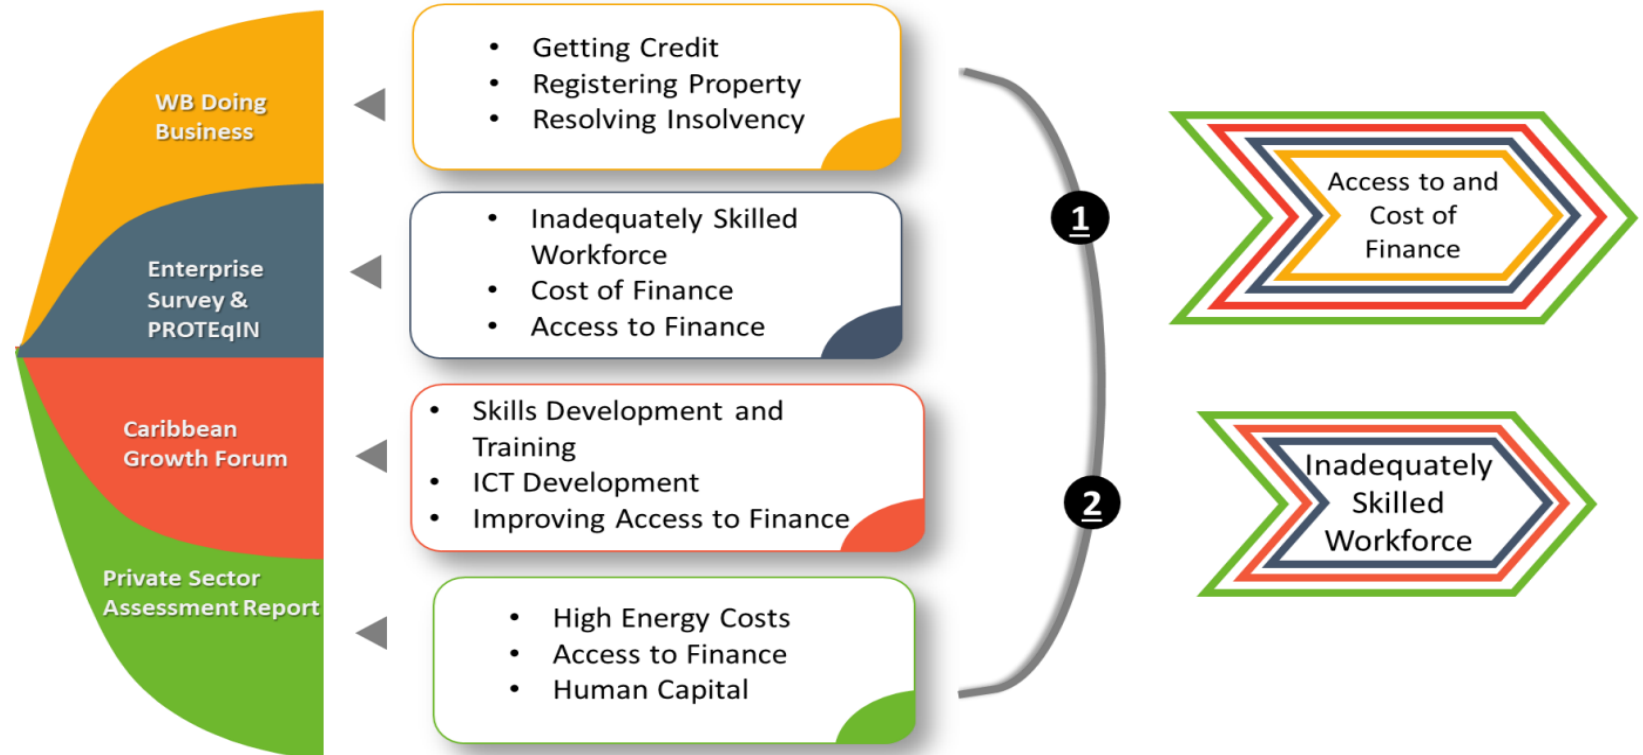 WB Doing
Business
• Getting Credit
• Registering Property
• Resolving Insolvency
Enterprise
Survey &
PROTEqIN
• Inadequately Skilled
Workforce
• Cost of Finance
• Access to Finance
Caribbean
Growth Forum
• Skills Development and
Training
• ICT Development
• Improving Access to Finance
Private Sector
Assessment Report
• High Energy Costs
• Access to Finance
• Human Capital
1
Access to and
Cost of
Finance
2
Inadequately
Skilled
Workforce